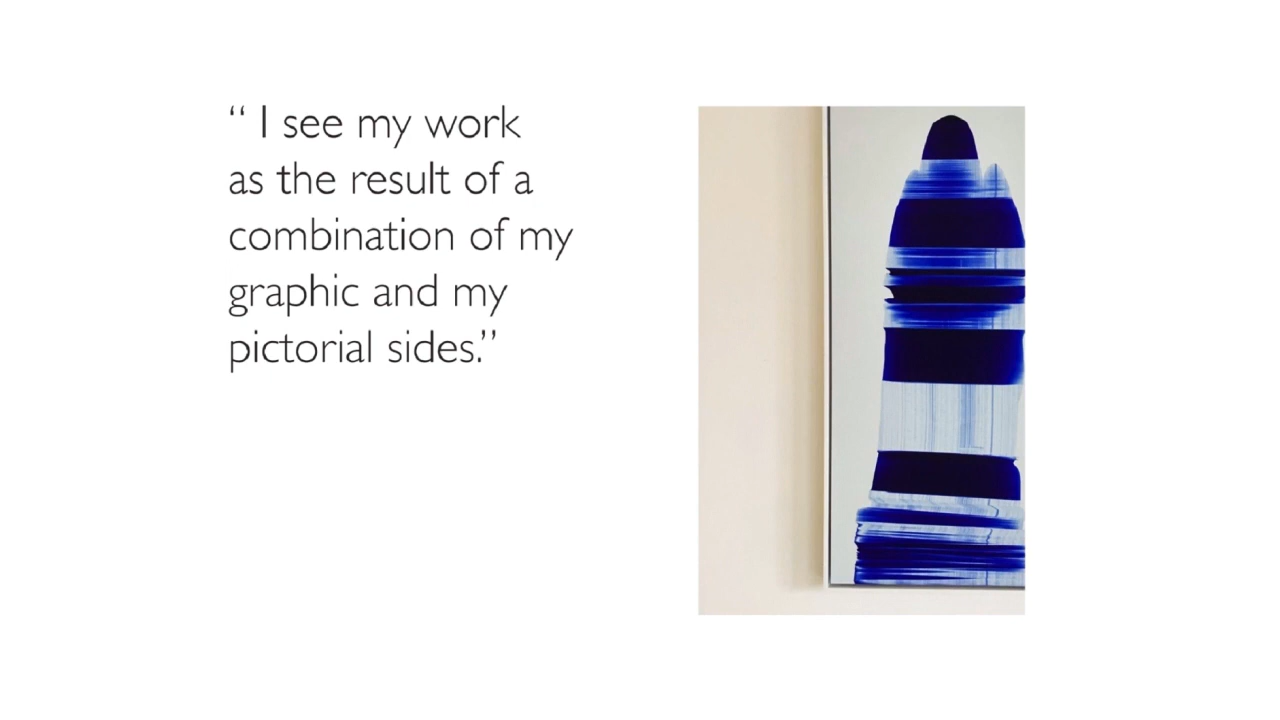 “ I see my work
as the result of a
combination of my
graphic and my
pictorial sides.”